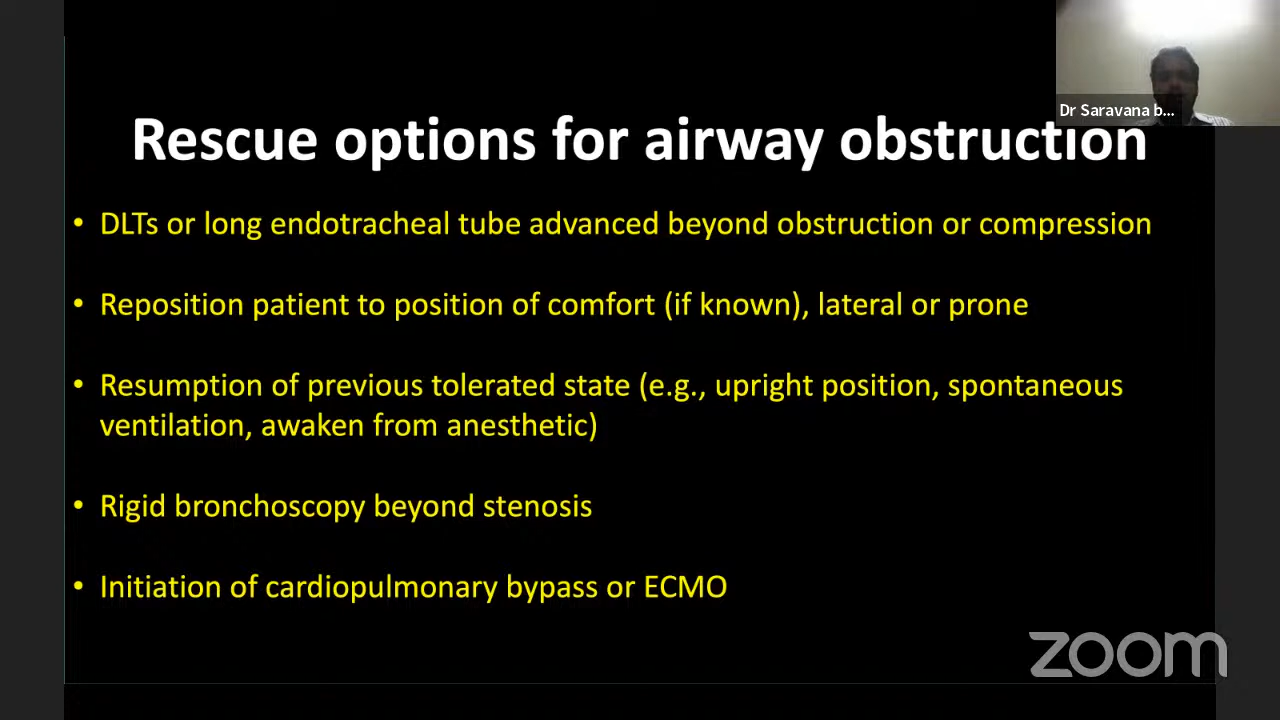 Dr Saravana b...
Rescue options for airway obstruction
• DLTs or long endotracheal tube advanced beyond obstruction or compression
• Reposition patient to position of comfort (if known), lateral or prone
• Resumption of previous tolerated state (e.g., upright position, spontaneous
ventilation, awaken from anesthetic)
• Rigid bronchoscopy beyond stenosis
• Initiation of cardiopulmonary bypass or ECMO
zoom